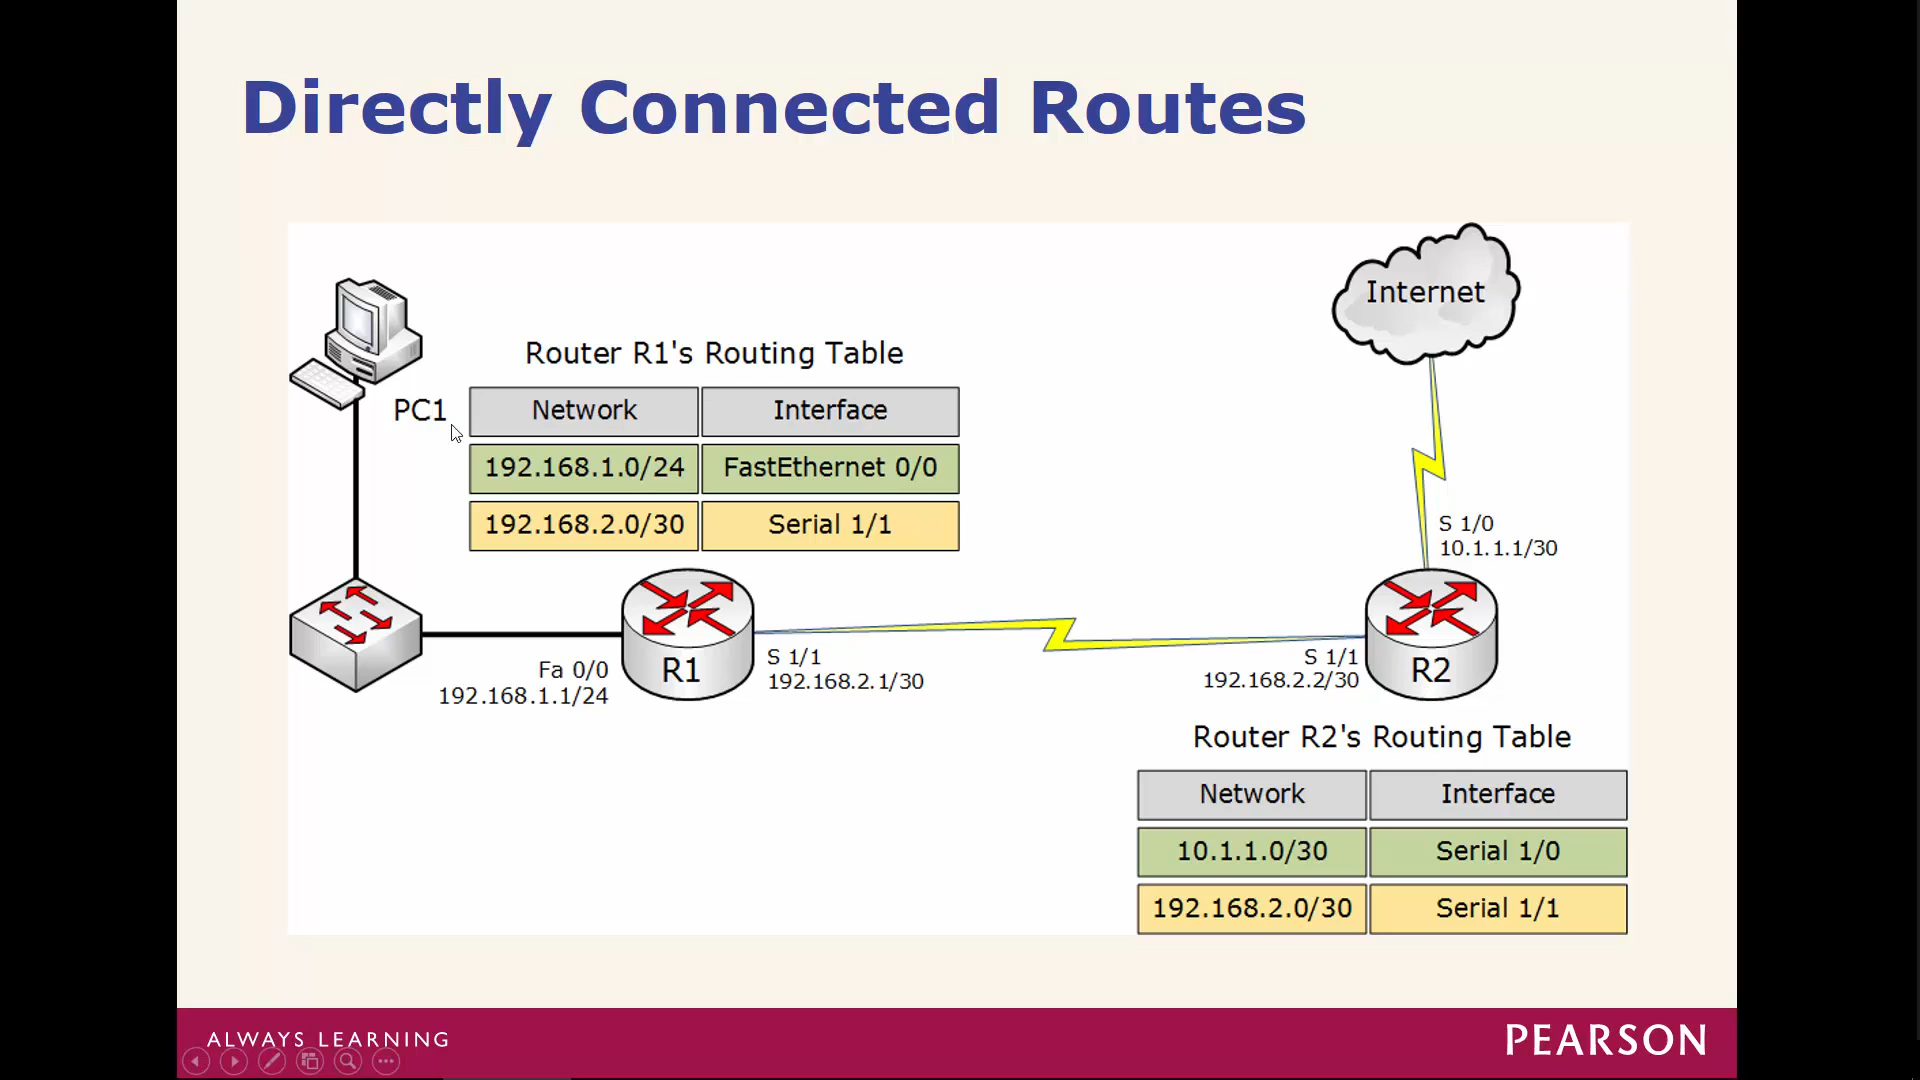 Directly Connected Routes
Internet
Router R1's Routing Table
PC1
Network Interface
192.168.1.0/24 FastEthernet 0/0
192.168.2.0/30 Serial 1/1
S 1/0
10.1.1.1/30
Fa 0/0
192.168.1.1/24
R1
S 1/1
192.168.2.1/30
S 1/1
192.168.2.2/30
R2
Router R2's Routing Table
Network Interface
10.1.1.0/30 Serial 1/0
192.168.2.0/30 Serial 1/1
ALWAYS LEARNING
PEARSON